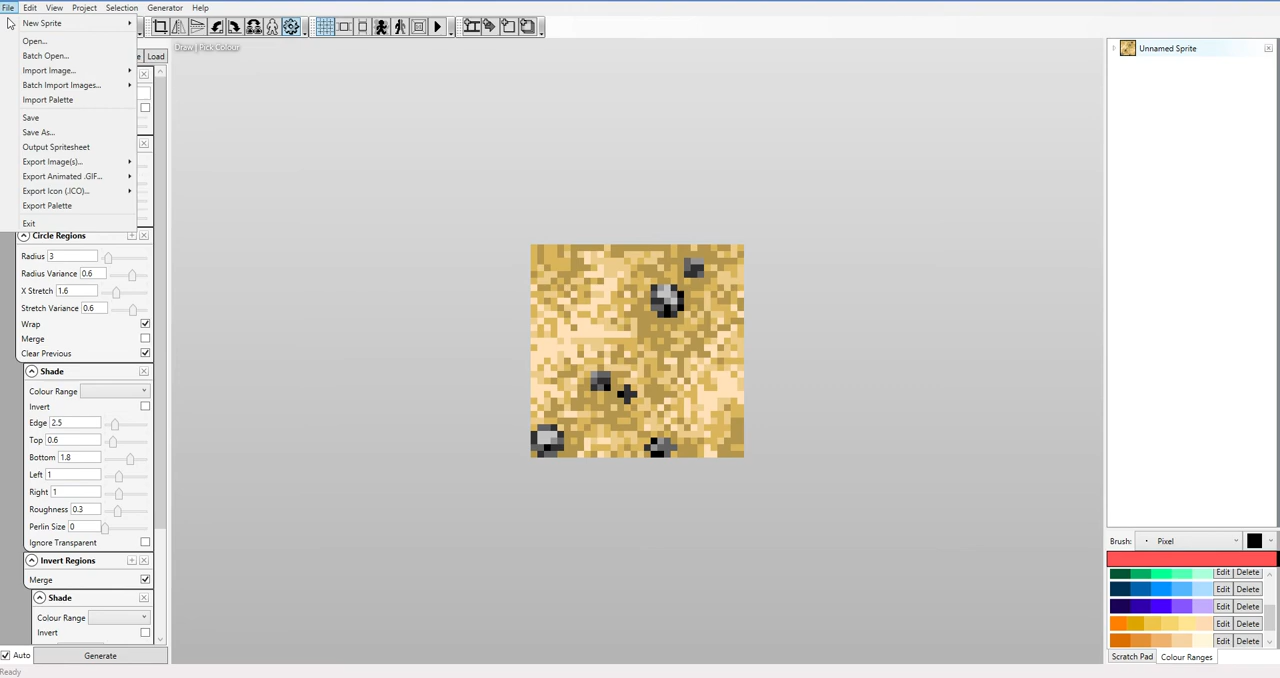 File Edit View Project Selection Generator Help
New Sprite
Open...
Batch Open...
Import Image...
Batch Import Images...
Import Palette
Save
Save As...
Output Spritesheet
Export Image(s)...
Export Animated .GIF...
Export Icon (.ICO)...
Export Palette
Exit
Load
Draw | Pick Colour
Circle Regions
Radius 3
Radius Variance 0.6
X Stretch 1.6
Stretch Variance 0.6
Wrap
Merge
Clear Previous
Shade
Colour Range
Invert
Edge 2.5
Top 0.6
Bottom 1.8
Left 1
Right 1
Roughness 0.3
Perlin Size 0
Ignore Transparent
Invert Regions
Merge
Shade
Colour Range
Invert
Auto Generate
Ready
Unnamed Sprite
Brush: Pixel
Edit Delete
Edit Delete
Edit Delete
Edit Delete
Edit Delete
Scratch Pad Colour Ranges